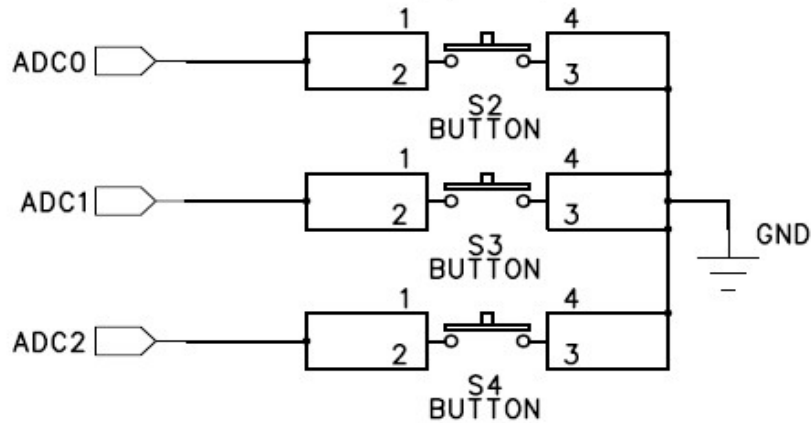 1 4
ADC0
2 3
S2
BUTTON
1 4
ADC1
2 3
S3
BUTTON
GND
1 4
ADC2
2 3
S4
BUTTON